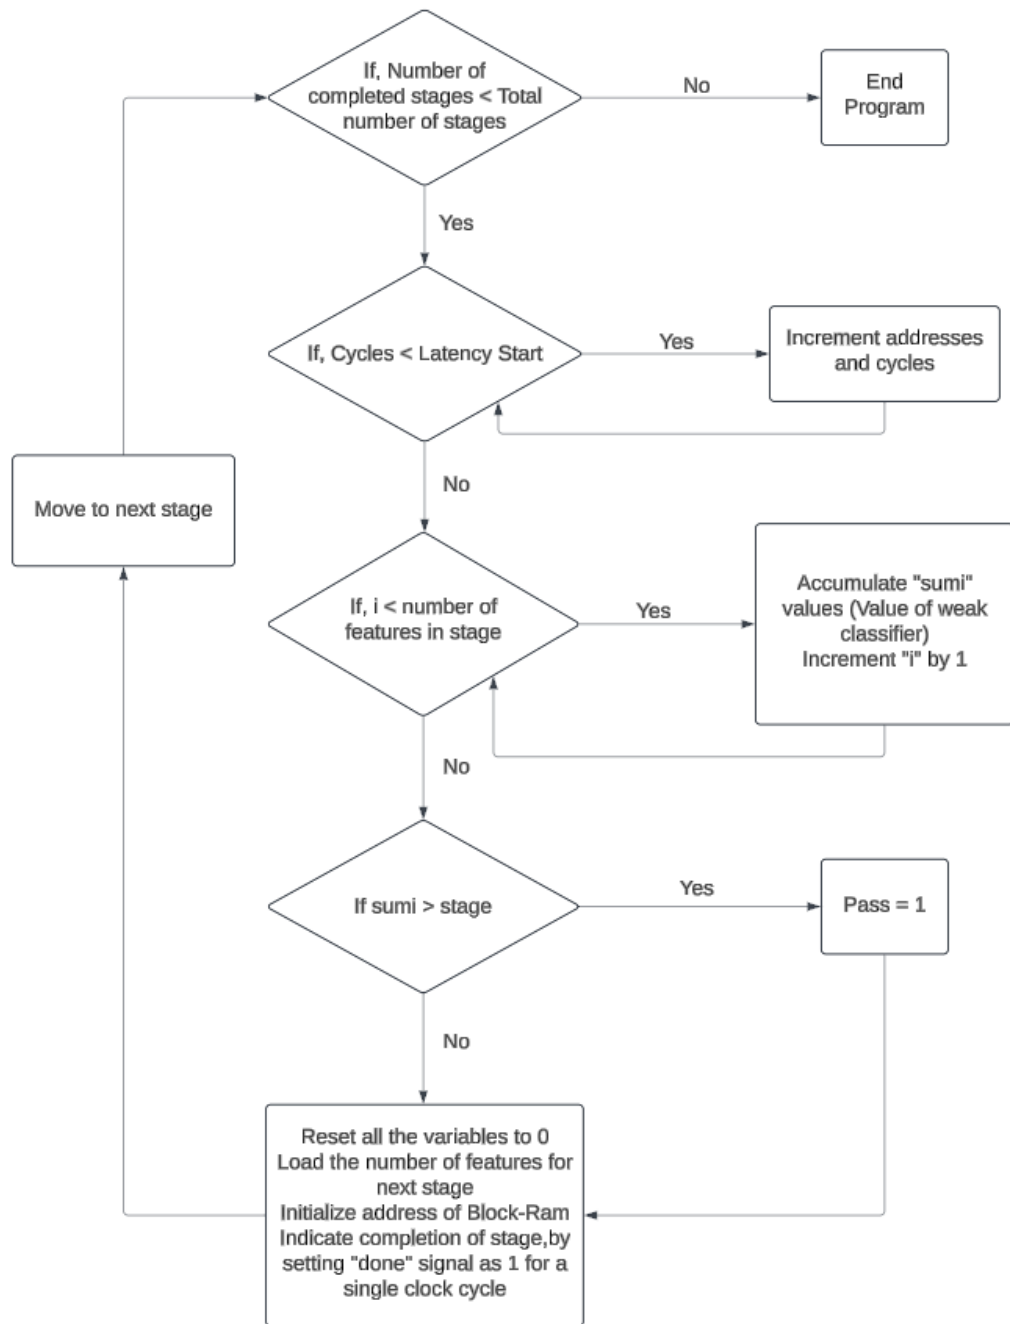 If, Number of
completed stages < Total
number of stages
No
End
Program
Yes
If, Cycles < Latency Start
Yes
Increment addresses
and cycles
No
Move to next stage
If, i < number of
features in stage
Yes
Accumulate "sumi"
values (Value of weak
classifier)
Increment "i" by 1
No
If sumi > stage
Yes
Pass = 1
No
Reset all the variables to 0
Load the number of features for
next stage
Initialize address of Block-Ram
Indicate completion of stage,by
setting "done" signal as 1 for a
single clock cycle